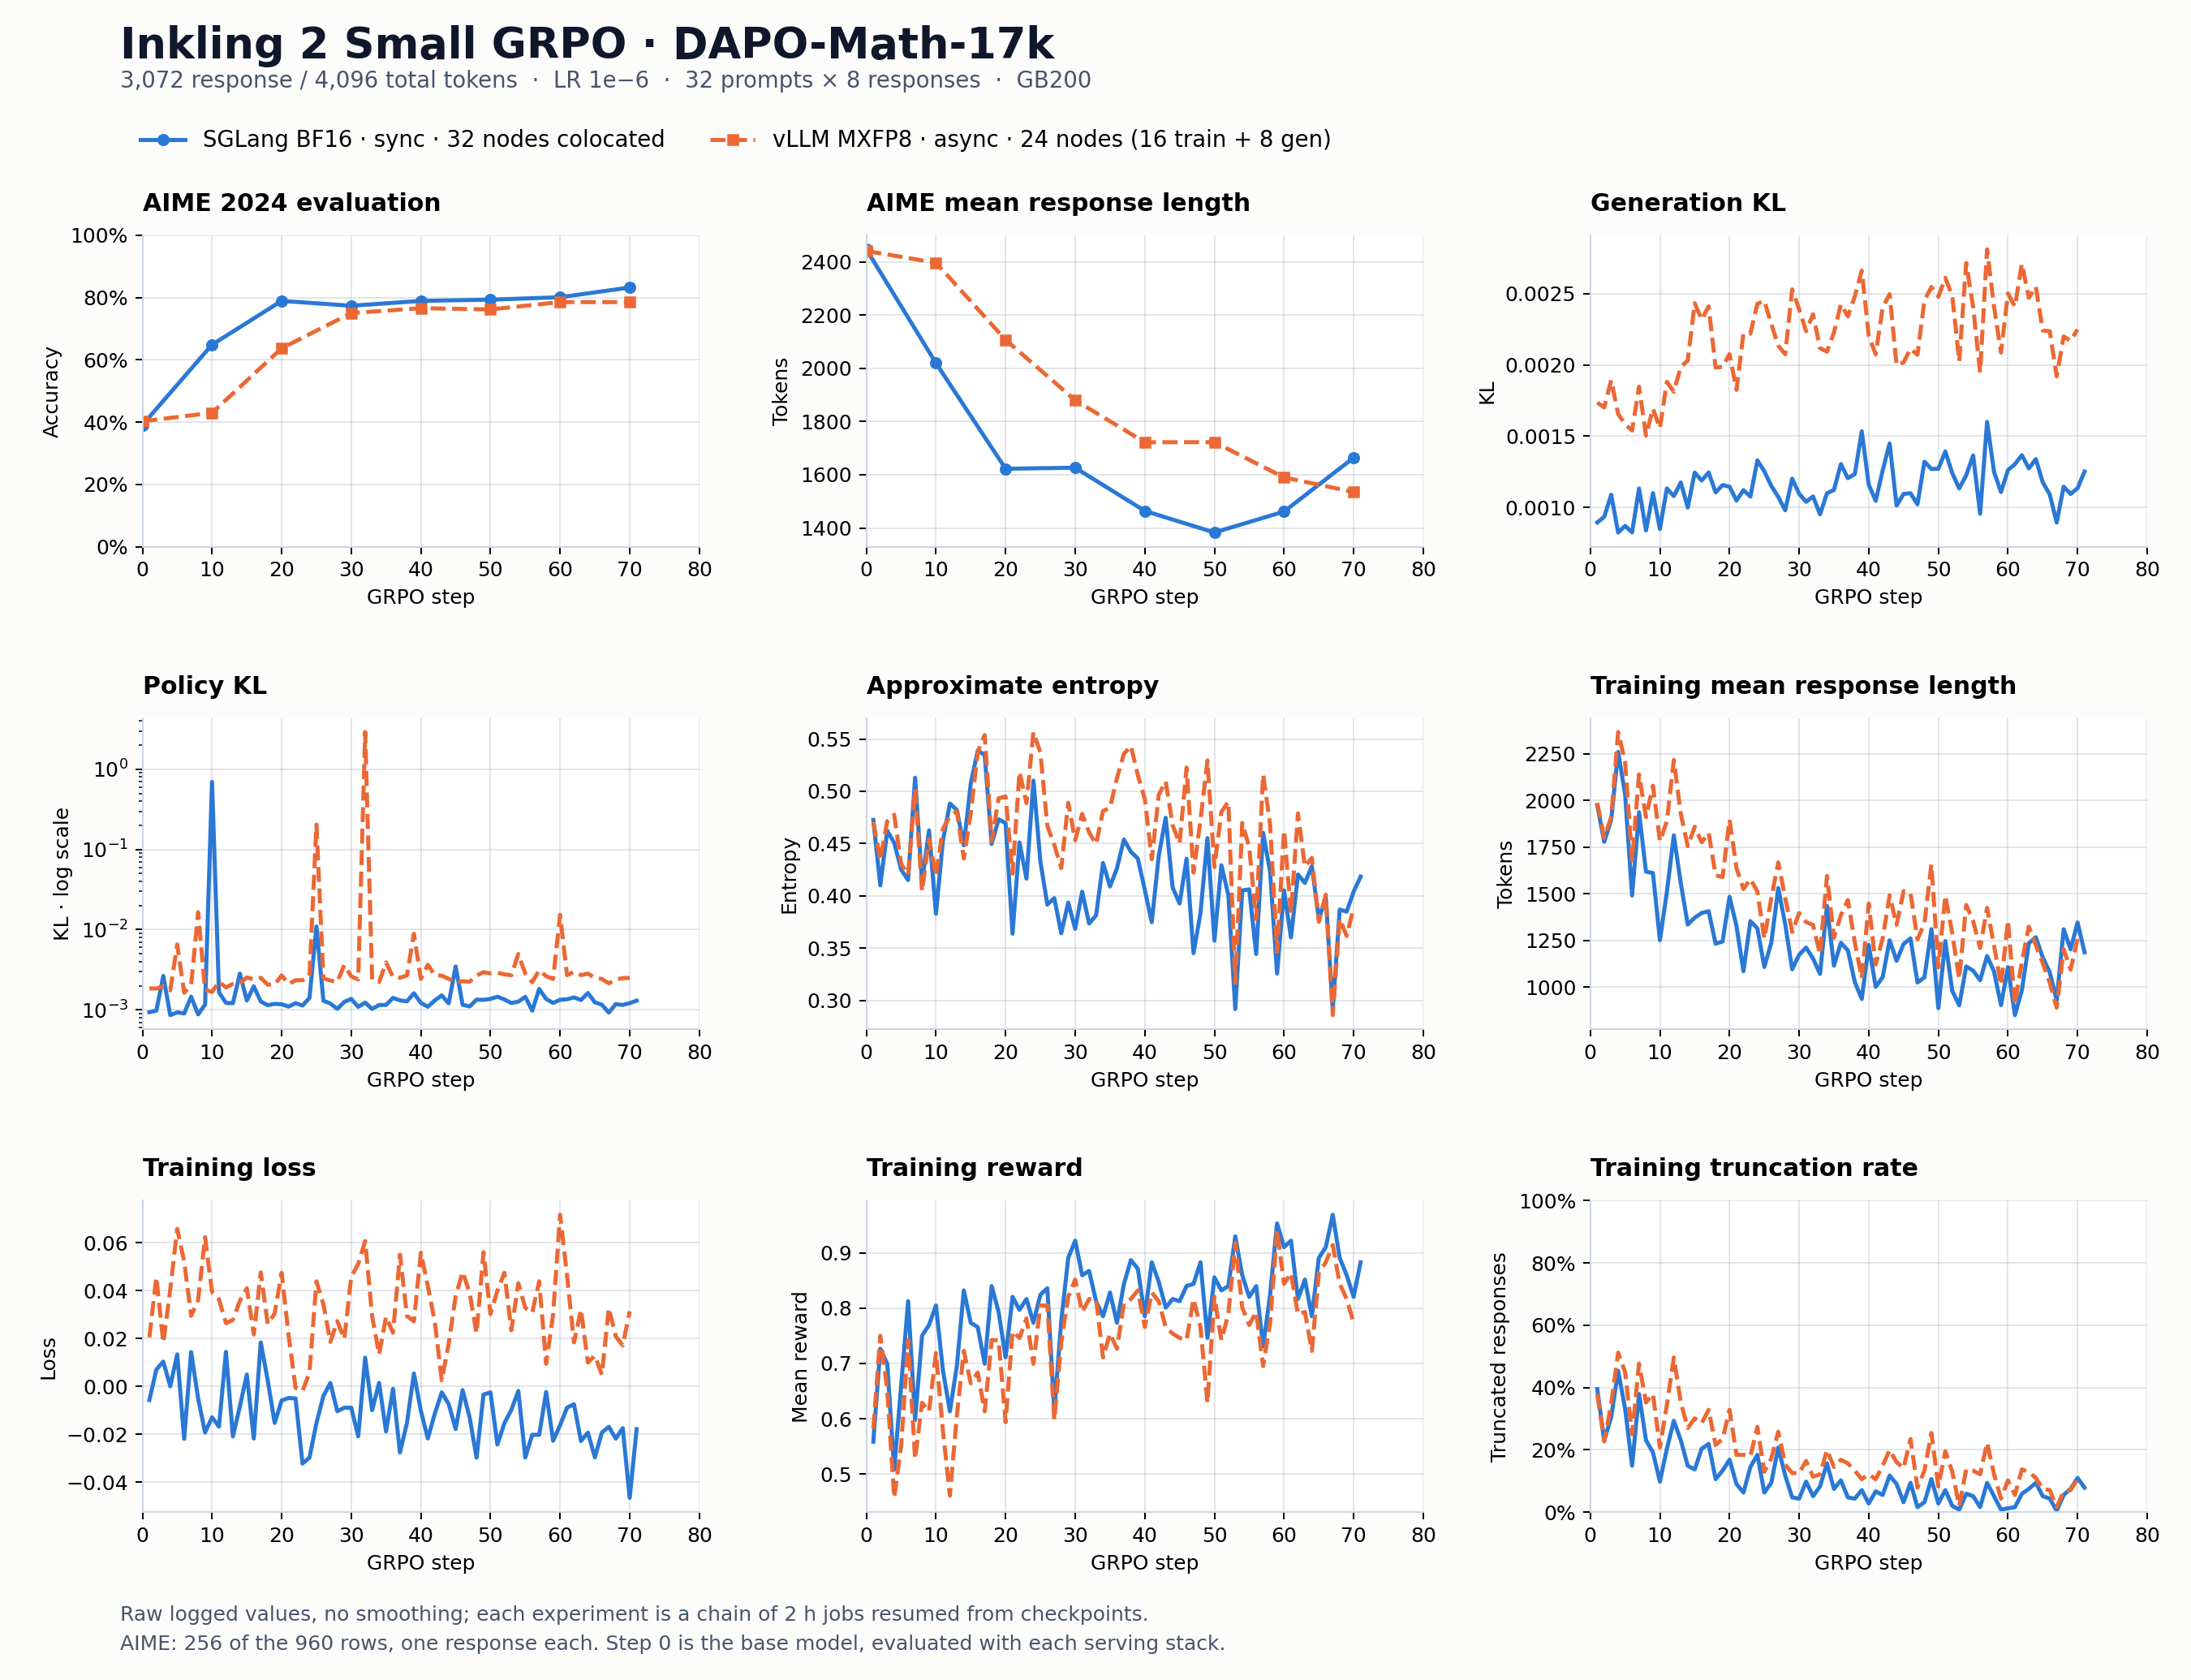 Inkling 2 Small GRPO · DAPO-Math-17k
3,072 response / 4,096 total tokens · LR 1e−6 · 32 prompts × 8 responses · GB200
SGLang BF16 · sync · 32 nodes colocated
vLLM MXFP8 · async · 24 nodes (16 train + 8 gen)
AIME 2024 evaluation
Accuracy
100%
80%
60%
40%
20%
0%
0 10 20 30 40 50 60 70 80
GRPO step
AIME mean response length
Tokens
2400
2200
2000
1800
1600
1400
0 10 20 30 40 50 60 70 80
GRPO step
Generation KL
KL
0.0025
0.0020
0.0015
0.0010
0 10 20 30 40 50 60 70 80
GRPO step
Policy KL
KL · log scale
10⁰
10⁻¹
10⁻²
10⁻³
0 10 20 30 40 50 60 70 80
GRPO step
Approximate entropy
Entropy
0.55
0.50
0.45
0.40
0.35
0.30
0 10 20 30 40 50 60 70 80
GRPO step
Training mean response length
Tokens
2250
2000
1750
1500
1250
1000
0 10 20 30 40 50 60 70 80
GRPO step
Training loss
Loss
0.06
0.04
0.02
0.00
−0.02
−0.04
0 10 20 30 40 50 60 70 80
GRPO step
Training reward
Mean reward
0.9
0.8
0.7
0.6
0.5
0 10 20 30 40 50 60 70 80
GRPO step
Training truncation rate
Truncated responses
100%
80%
60%
40%
20%
0%
0 10 20 30 40 50 60 70 80
GRPO step
Raw logged values, no smoothing; each experiment is a chain of 2 h jobs resumed from checkpoints.
AIME: 256 of the 960 rows, one response each. Step 0 is the base model, evaluated with each serving stack.